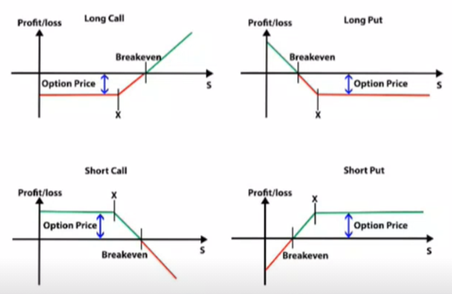 Long Call
Profit/loss
Breakeven
Option Price
S
X
Long Put
Profit/loss
Breakeven
Option Price
S
X
Short Call
Profit/loss
X
Option Price
Breakeven
S
Short Put
Profit/loss
X
Option Price
Breakeven
S